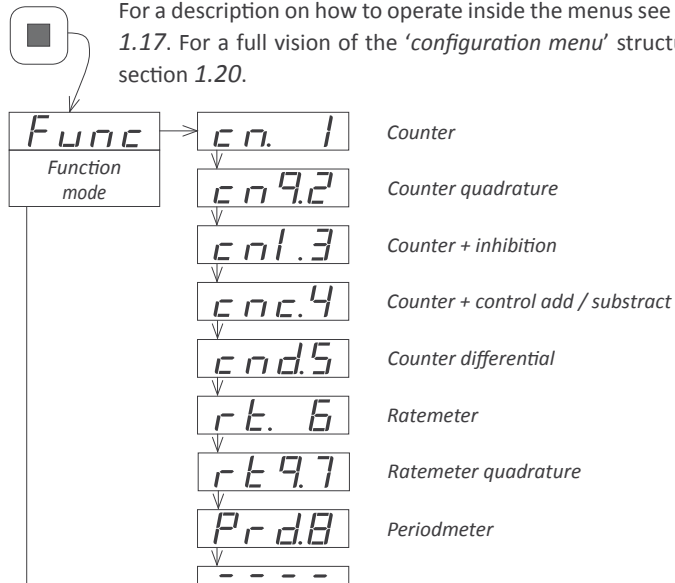 For a description on how to operate inside the menus see
1.17. For a full vision of the ‘configuration menu’ struct
section 1.20.
Func
Function
mode
cn. 1
Counter
cnq.2
Counter quadrature
cnI.3
Counter + inhibition
cnc.4
Counter + control add / substract
cnd.5
Counter differential
rt. 6
Ratemeter
rtq.7
Ratemeter quadrature
Prd.8
Periodmeter
----